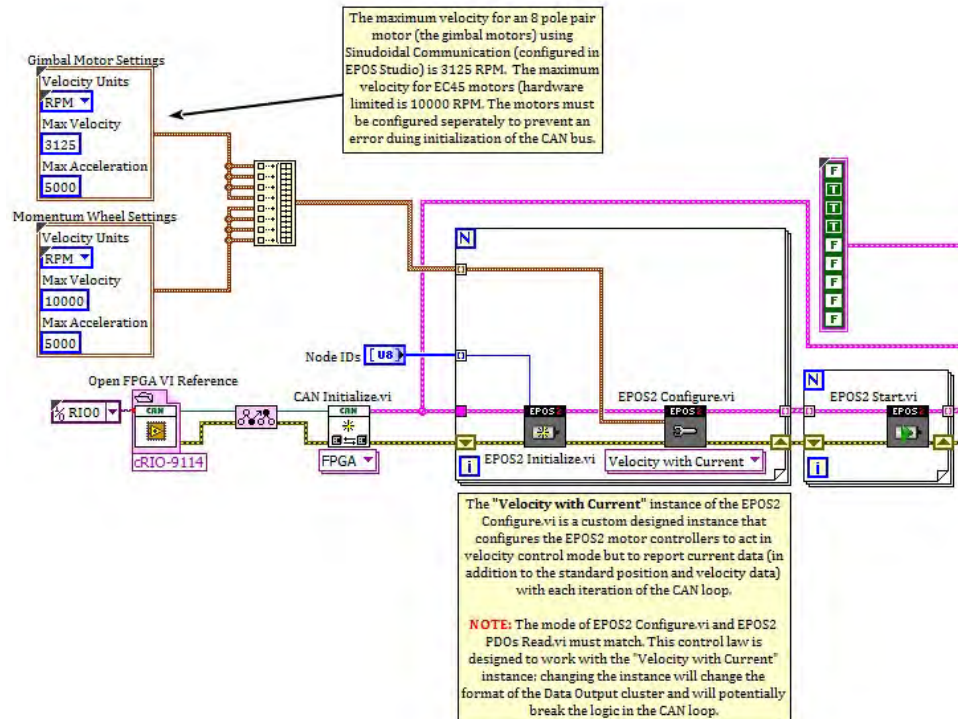 The maximum velocity for an 8 pole pair
motor (the gimbal motors) using
Sinudoidal Communication (configured in
EPOS Studio) is 3125 RPM. The maximum
velocity for EC45 motors (hardware
limited is 10000 RPM. The motors must
be configured seperately to prevent an
error duing initialization of the CAN bus.
Gimbal Motor Settings
Velocity Units
RPM
Max Velocity
3125
Max Acceleration
5000
Momentum Wheel Settings
Velocity Units
RPM
Max Velocity
10000
Max Acceleration
5000
F
T
T
T
F
F
F
F
F
N
Node IDs
[U8]
Open FPGA VI Reference
RIO0
CAN
cRIO-9114
CAN Initialize.vi
CAN
FPGA
EPOS2
EPOS2 Initialize.vi
EPOS2 Configure.vi
EPOS2
Velocity with Current
i
N
EPOS2 Start.vi
EPOS2
i
The "Velocity with Current" instance of the EPOS2
Configure.vi is a custom designed instance that
configures the EPOS2 motor controllers to act in
velocity control mode but to report current data (in
addition to the standard position and velocity data)
with each iteration of the CAN loop.
NOTE: The mode of EPOS2 Configure.vi and EPOS2
PDOs Read.vi must match. This control law is
designed to work with the "Velocity with Current"
instance; changing the instance will change the
format of the Data Output cluster and will potentially
break the logic in the CAN loop.